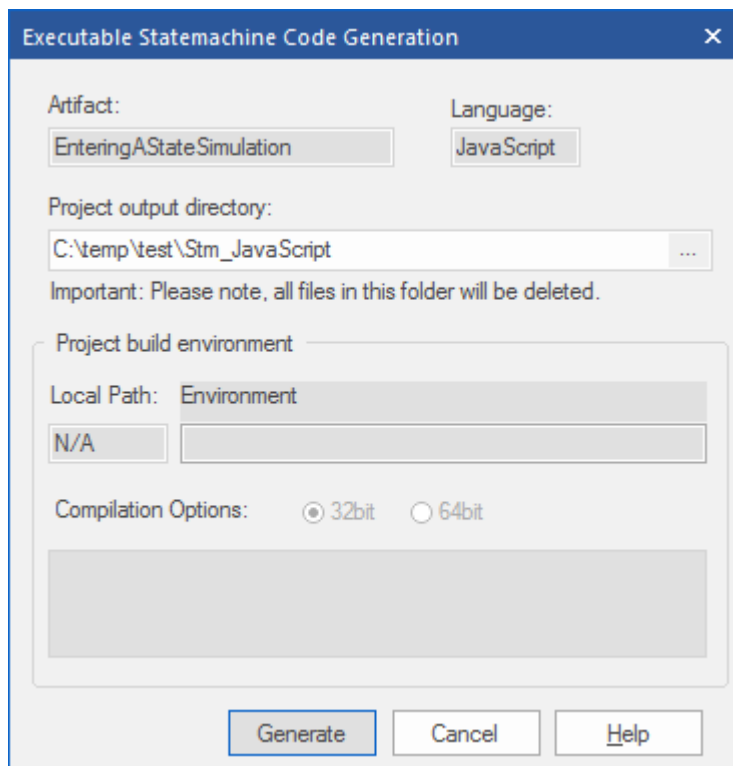 Executable Statemachine Code Generation
Artifact:
Language:
EnteringAStateSimulation
JavaScript
Project output directory:
C:\temp\test\Stm_JavaScript
...
Important: Please note, all files in this folder will be deleted.
Project build environment
Local Path:
Environment
N/A
Compilation Options:
32bit
64bit
Generate
Cancel
Help